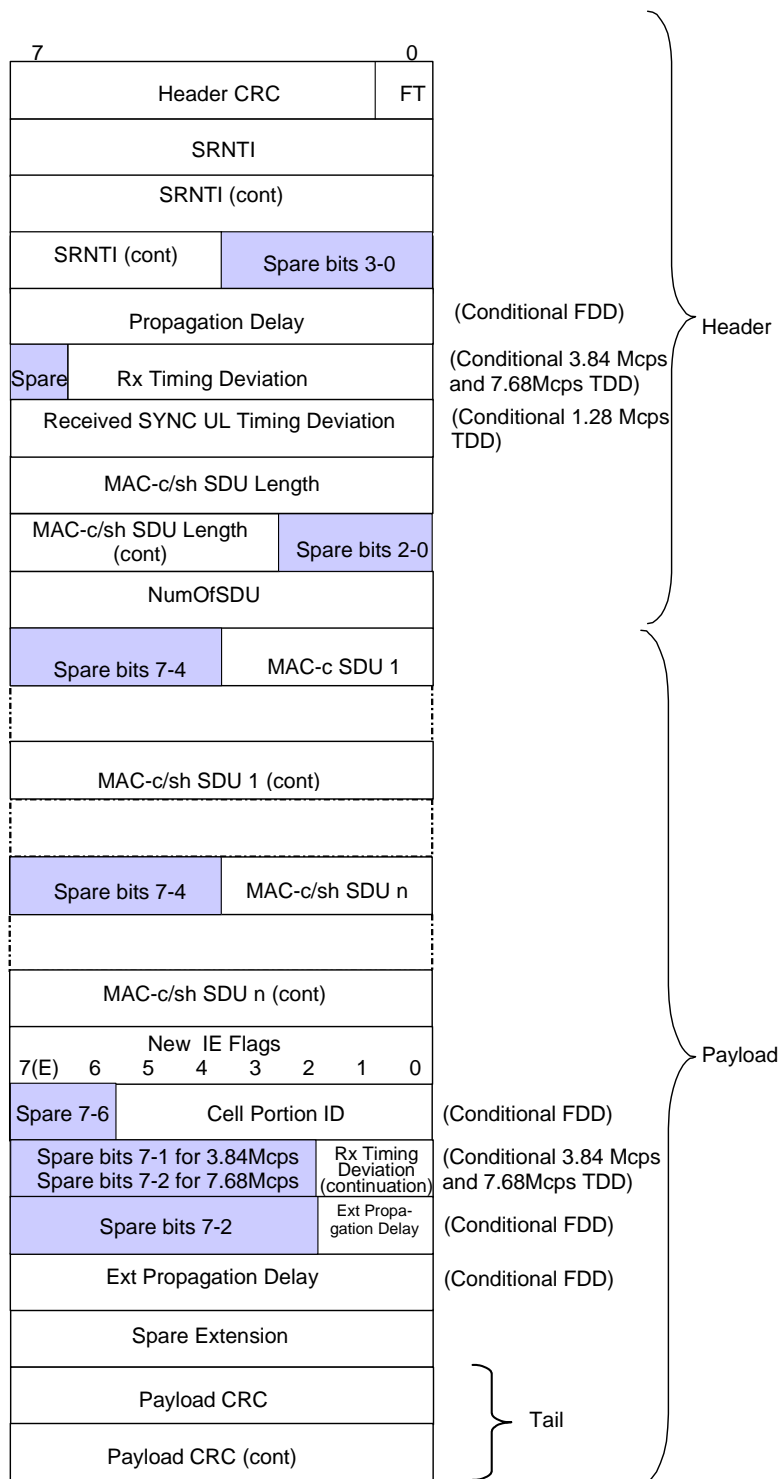 7 0
Header CRC FT
SRNTI
SRNTI (cont)
SRNTI (cont) Spare bits 3-0
Propagation Delay (Conditional FDD)
Spare Rx Timing Deviation (Conditional 3.84 Mcps
and 7.68Mcps TDD)
Header
Received SYNC UL Timing Deviation (Conditional 1.28 Mcps
TDD)
MAC-c/sh SDU Length
MAC-c/sh SDU Length
(cont) Spare bits 2-0
NumOfSDU
Spare bits 7-4 MAC-c SDU 1
MAC-c/sh SDU 1 (cont)
Spare bits 7-4 MAC-c/sh SDU n
MAC-c/sh SDU n (cont)
New IE Flags
7(E) 6 5 4 3 2 1 0
Payload
Spare 7-6 Cell Portion ID (Conditional FDD)
Spare bits 7-1 for 3.84Mcps
Spare bits 7-2 for 7.68Mcps
Rx Timing
Deviation
(continuation)
(Conditional 3.84 Mcps
and 7.68Mcps TDD)
Spare bits 7-2
Ext Propa-
gation Delay
(Conditional FDD)
Ext Propagation Delay (Conditional FDD)
Spare Extension
Payload CRC
Tail
Payload CRC (cont)